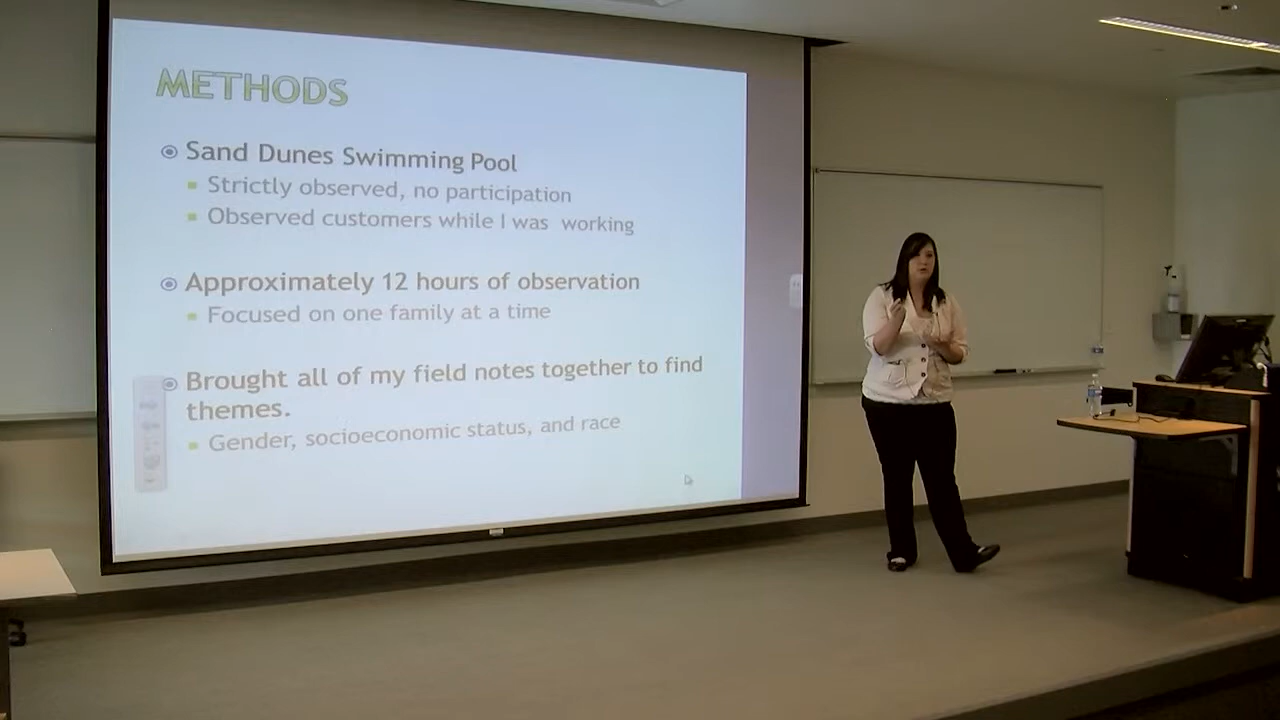 METHODS
Sand Dunes Swimming Pool
Strictly observed, no participation
Observed customers while I was working
Approximately 12 hours of observation
Focused on one family at a time
Brought all of my field notes together to find
themes.
Gender, socioeconomic status, and race